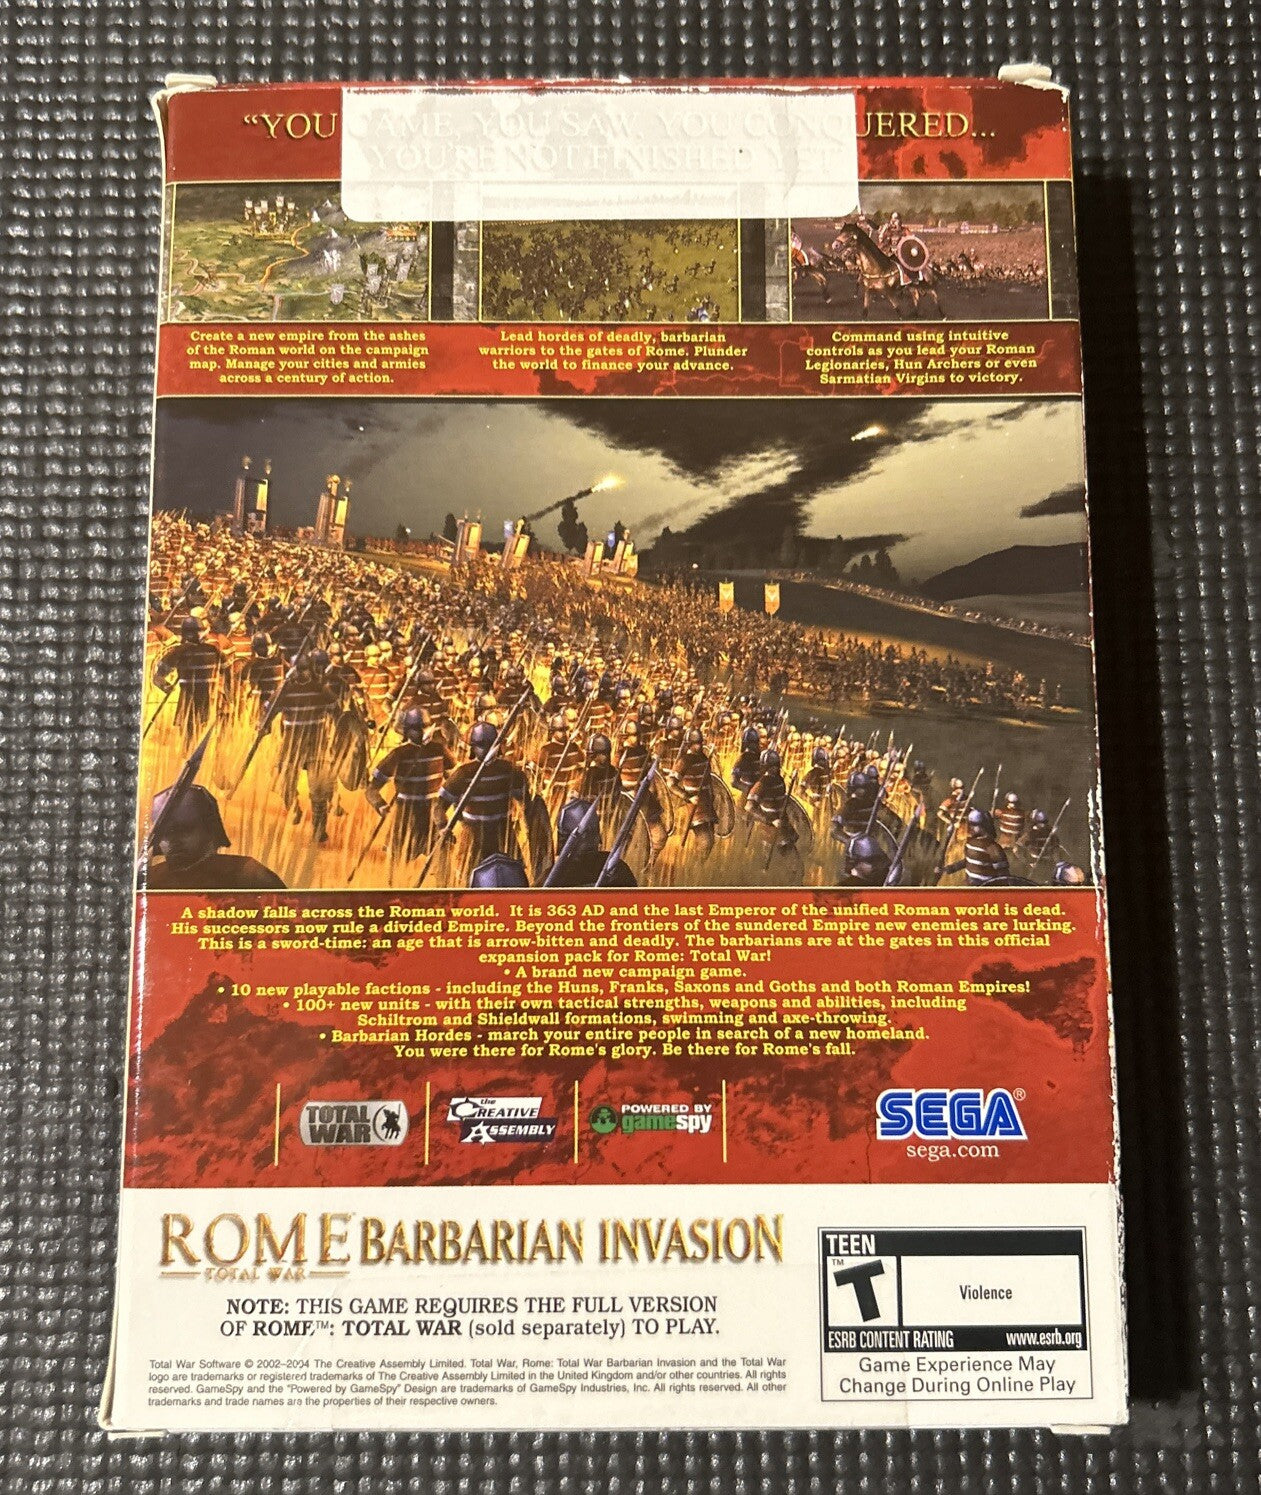 “YOU CAME, YOU SAW, YOU CONQUERED...
YOU'RE NOT FINISHED YET
Create a new empire from the ashes
of the Roman world on the campaign
map. Manage your cities and armies
across a century of action.
Lead hordes of deadly, barbarian
warriors to the gates of Rome. Plunder
the world to finance your advance.
Command using intuitive
controls as you lead your Roman
Legionaries, Hun Archers or even
Sarmatian Virgins to victory.
A shadow falls across the Roman world. It is 363 AD and the last Emperor of the unified Roman world is dead.
His successors now rule a divided Empire. Beyond the frontiers of the sundered Empire new enemies are lurking.
This is a sword-time: an age that is arrow-bitten and deadly. The barbarians are at the gates in this official
expansion pack for Rome: Total War!
• A brand new campaign game.
• 10 new playable factions - including the Huns, Franks, Saxons and Goths and both Roman Empires!
• 100+ new units - with their own tactical strengths, weapons and abilities, including
Schiltrom and Shieldwall formations, swimming and axe-throwing.
• Barbarian Hordes - march your entire people in search of a new homeland.
You were there for Rome's glory. Be there for Rome's fall.
TOTAL
WAR
the
CREATIVE
ASSEMBLY
POWERED BY
gamespy
SEGA®
sega.com
ROME BARBARIAN INVASION
TOTAL WAR
NOTE: THIS GAME REQUIRES THE FULL VERSION
OF ROME™: TOTAL WAR (sold separately) TO PLAY.
Total War Software © 2002–2004 The Creative Assembly Limited. Total War, Rome: Total War Barbarian Invasion and the Total War
logo are trademarks or registered trademarks of The Creative Assembly Limited in the United Kingdom and/or other countries. All rights
reserved. GameSpy and the "Powered by GameSpy" Design are trademarks of GameSpy Industries, Inc. All rights reserved. All other
trademarks and trade names are the properties of their respective owners.
TEEN
T™
Violence
ESRB CONTENT RATING www.esrb.org
Game Experience May
Change During Online Play